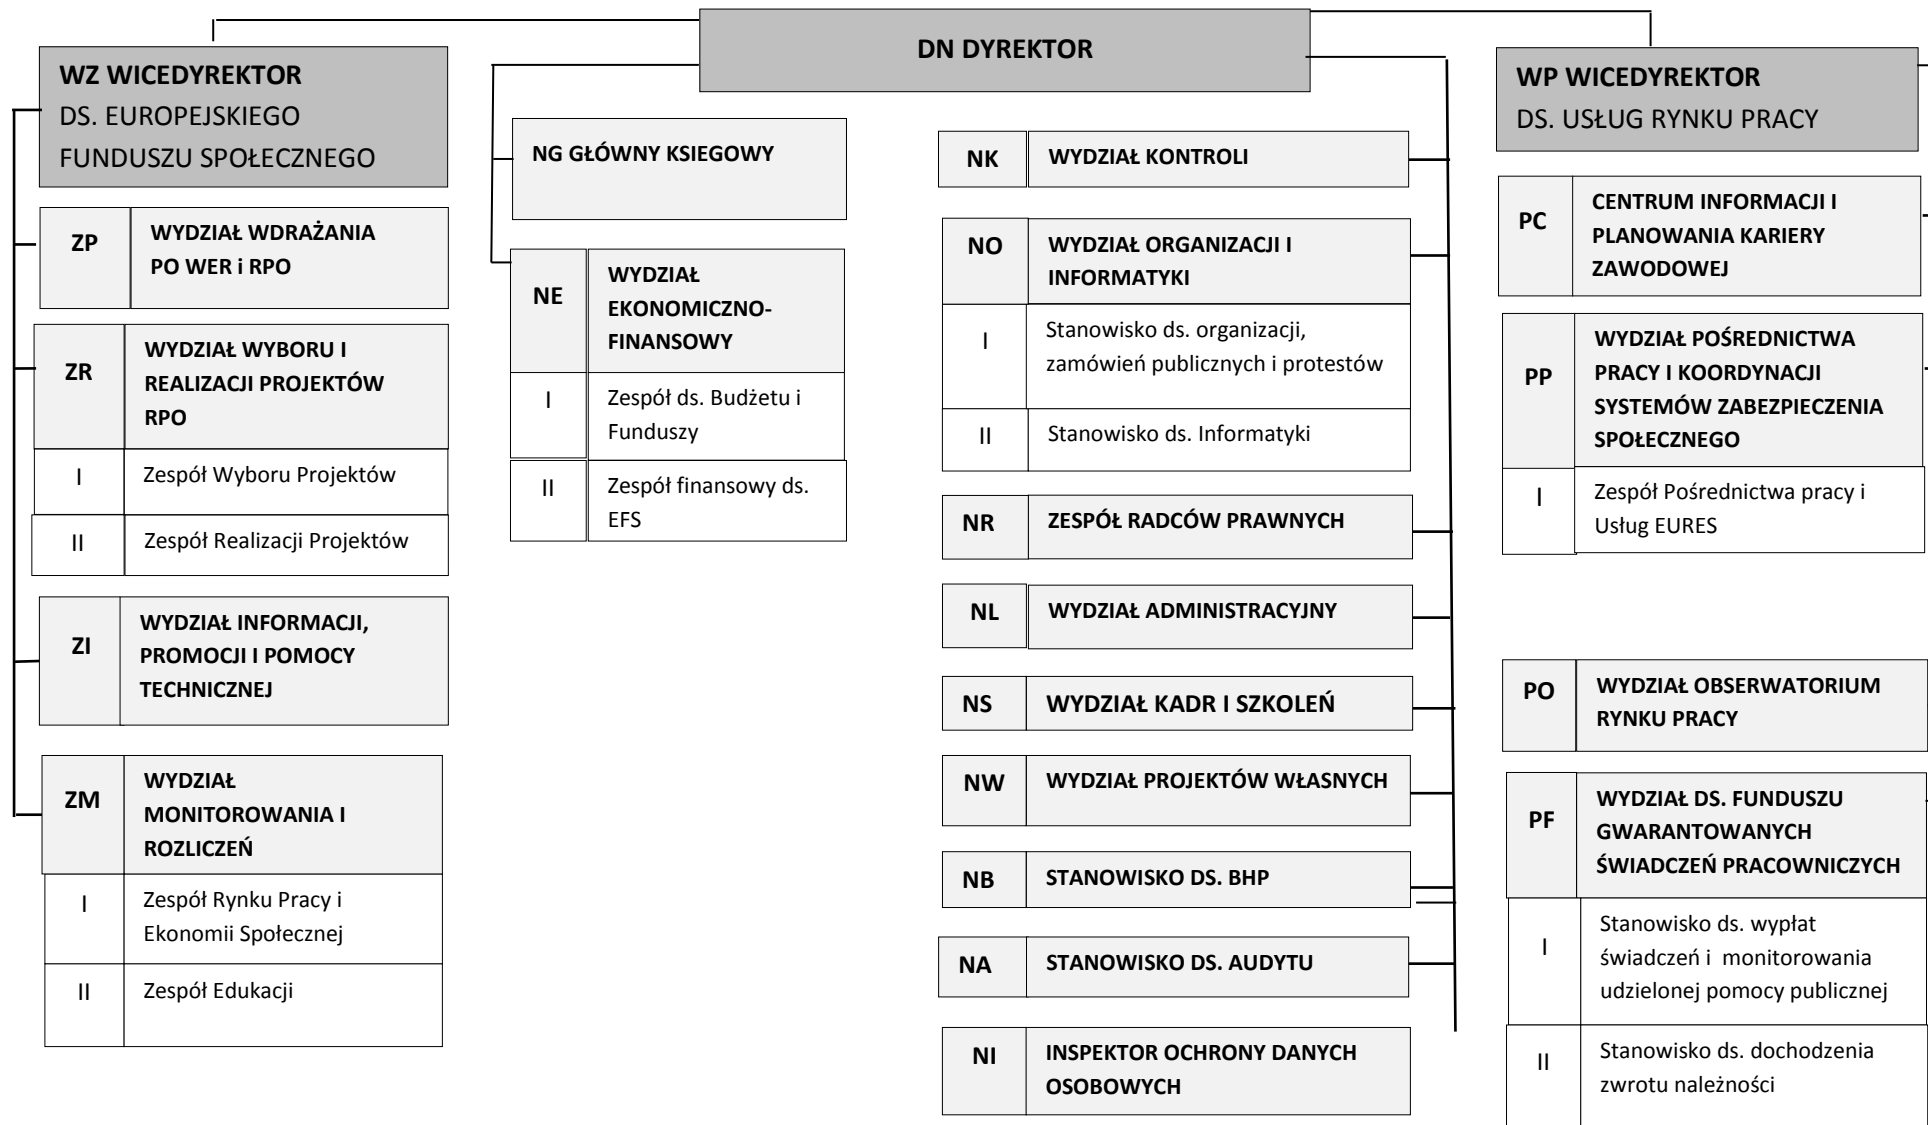 DN DYREKTOR
WZ WICEDYREKTOR
DS. EUROPEJSKIEGO
FUNDUSZU SPOŁECZNEGO
ZP
WYDZIAŁ WDRAŻANIA
PO WER i RPO
ZR
WYDZIAŁ WYBORU I
REALIZACJI PROJEKTÓW
RPO
I
Zespół Wyboru Projektów
II
Zespół Realizacji Projektów
ZI
WYDZIAŁ INFORMACJI,
PROMOCJI I POMOCY
TECHNICZNEJ
ZM
WYDZIAŁ
MONITOROWANIA I
ROZLICZEŃ
I
Zespół Rynku Pracy i
Ekonomii Społecznej
II
Zespół Edukacji
NG GŁÓWNY KSIEGOWY
NE
WYDZIAŁ
EKONOMICZNO-
FINANSOWY
I
Zespół ds. Budżetu i
Funduszy
II
Zespół finansowy ds.
EFS
NK
WYDZIAŁ KONTROLI
NO
WYDZIAŁ ORGANIZACJI I
INFORMATYKI
I
Stanowisko ds. organizacji,
zamówień publicznych i protestów
II
Stanowisko ds. Informatyki
NR
ZESPÓŁ RADCÓW PRAWNYCH
NL
WYDZIAŁ ADMINISTRACYJNY
NS
WYDZIAŁ KADR I SZKOLEŃ
NW
WYDZIAŁ PROJEKTÓW WŁASNYCH
NB
STANOWISKO DS. BHP
NA
STANOWISKO DS. AUDYTU
NI
INSPEKTOR OCHRONY DANYCH
OSOBOWYCH
WP WICEDYREKTOR
DS. USŁUG RYNKU PRACY
PC
CENTRUM INFORMACJI I
PLANOWANIA KARIERY
ZAWODOWEJ
PP
WYDZIAŁ POŚREDNICTWA
PRACY I KOORDYNACJI
SYSTEMÓW ZABEZPIECZENIA
SPOŁECZNEGO
I
Zespół Pośrednictwa pracy i
Usług EURES
PO
WYDZIAŁ OBSERWATORIUM
RYNKU PRACY
PF
WYDZIAŁ DS. FUNDUSZU
GWARANTOWANYCH
ŚWIADCZEŃ PRACOWNICZYCH
I
Stanowisko ds. wypłat
świadczeń i monitorowania
udzielonej pomocy publicznej
II
Stanowisko ds. dochodzenia
zwrotu należności